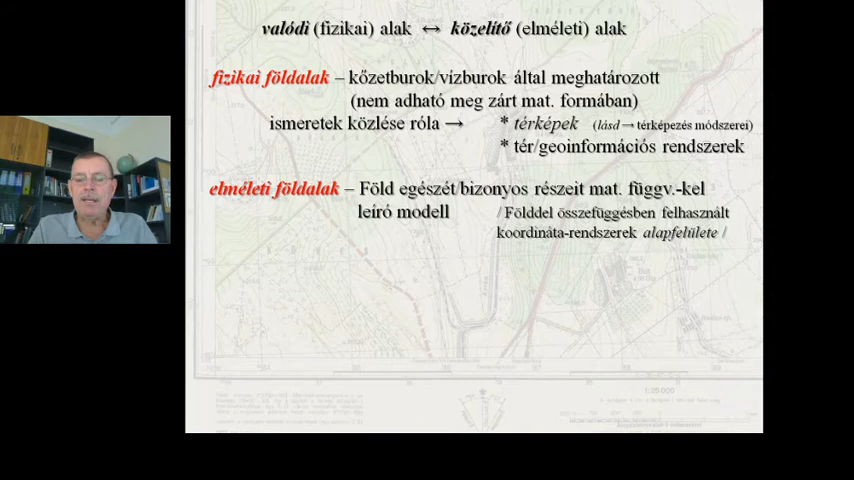 valódi (fizikai) alak ↔ közelítő (elméleti) alak
fizikai földalak – kőzetburok/vízburok által meghatározott
(nem adható meg zárt mat. formában)
ismeretek közlése róla → * térképek (lásd → térképezés módszerei)
* tér/geoinformációs rendszerek
elméleti földalak – Föld egészét/bizonyos részeit mat. függv.-kel
leíró modell / Földdel összefüggésben felhasznált
koordináta-rendszerek alapfelülete /
1:25 000